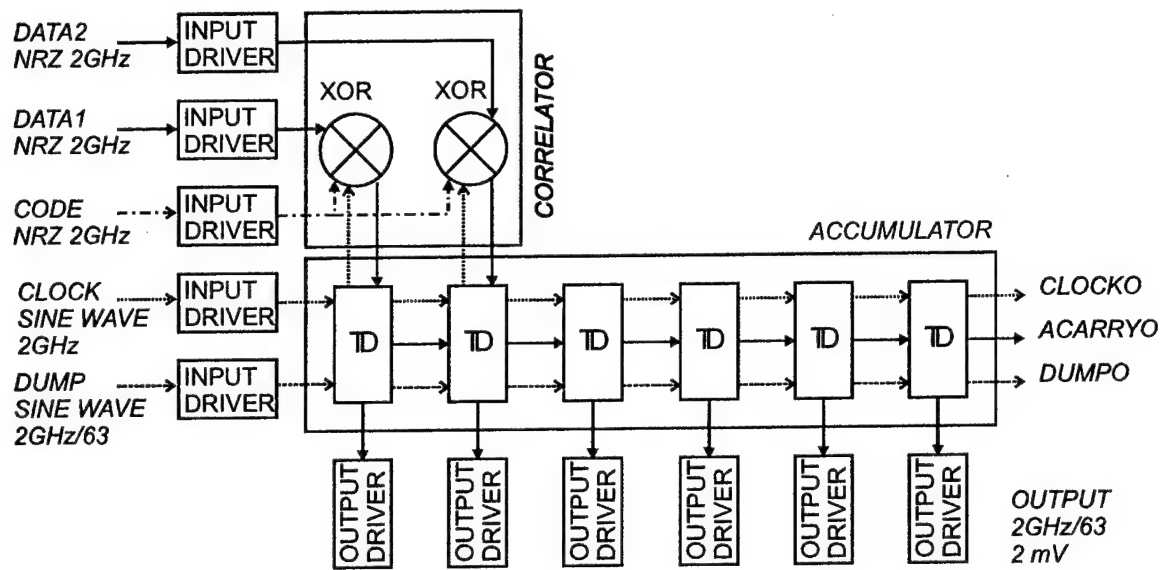 DATA2
NRZ 2GHz
INPUT
DRIVER
DATA1
NRZ 2GHz
INPUT
DRIVER
CODE
NRZ 2GHz
INPUT
DRIVER
CLOCK
SINE WAVE
2GHz
INPUT
DRIVER
DUMP
SINE WAVE
2GHz/63
INPUT
DRIVER
XOR
XOR
CORRELATOR
ACCUMULATOR
TD
TD
TD
TD
TD
TD
CLOCKO
ACARRYO
DUMPO
OUTPUT
DRIVER
OUTPUT
DRIVER
OUTPUT
DRIVER
OUTPUT
DRIVER
OUTPUT
DRIVER
OUTPUT
DRIVER
OUTPUT
2GHz/63
2 mV